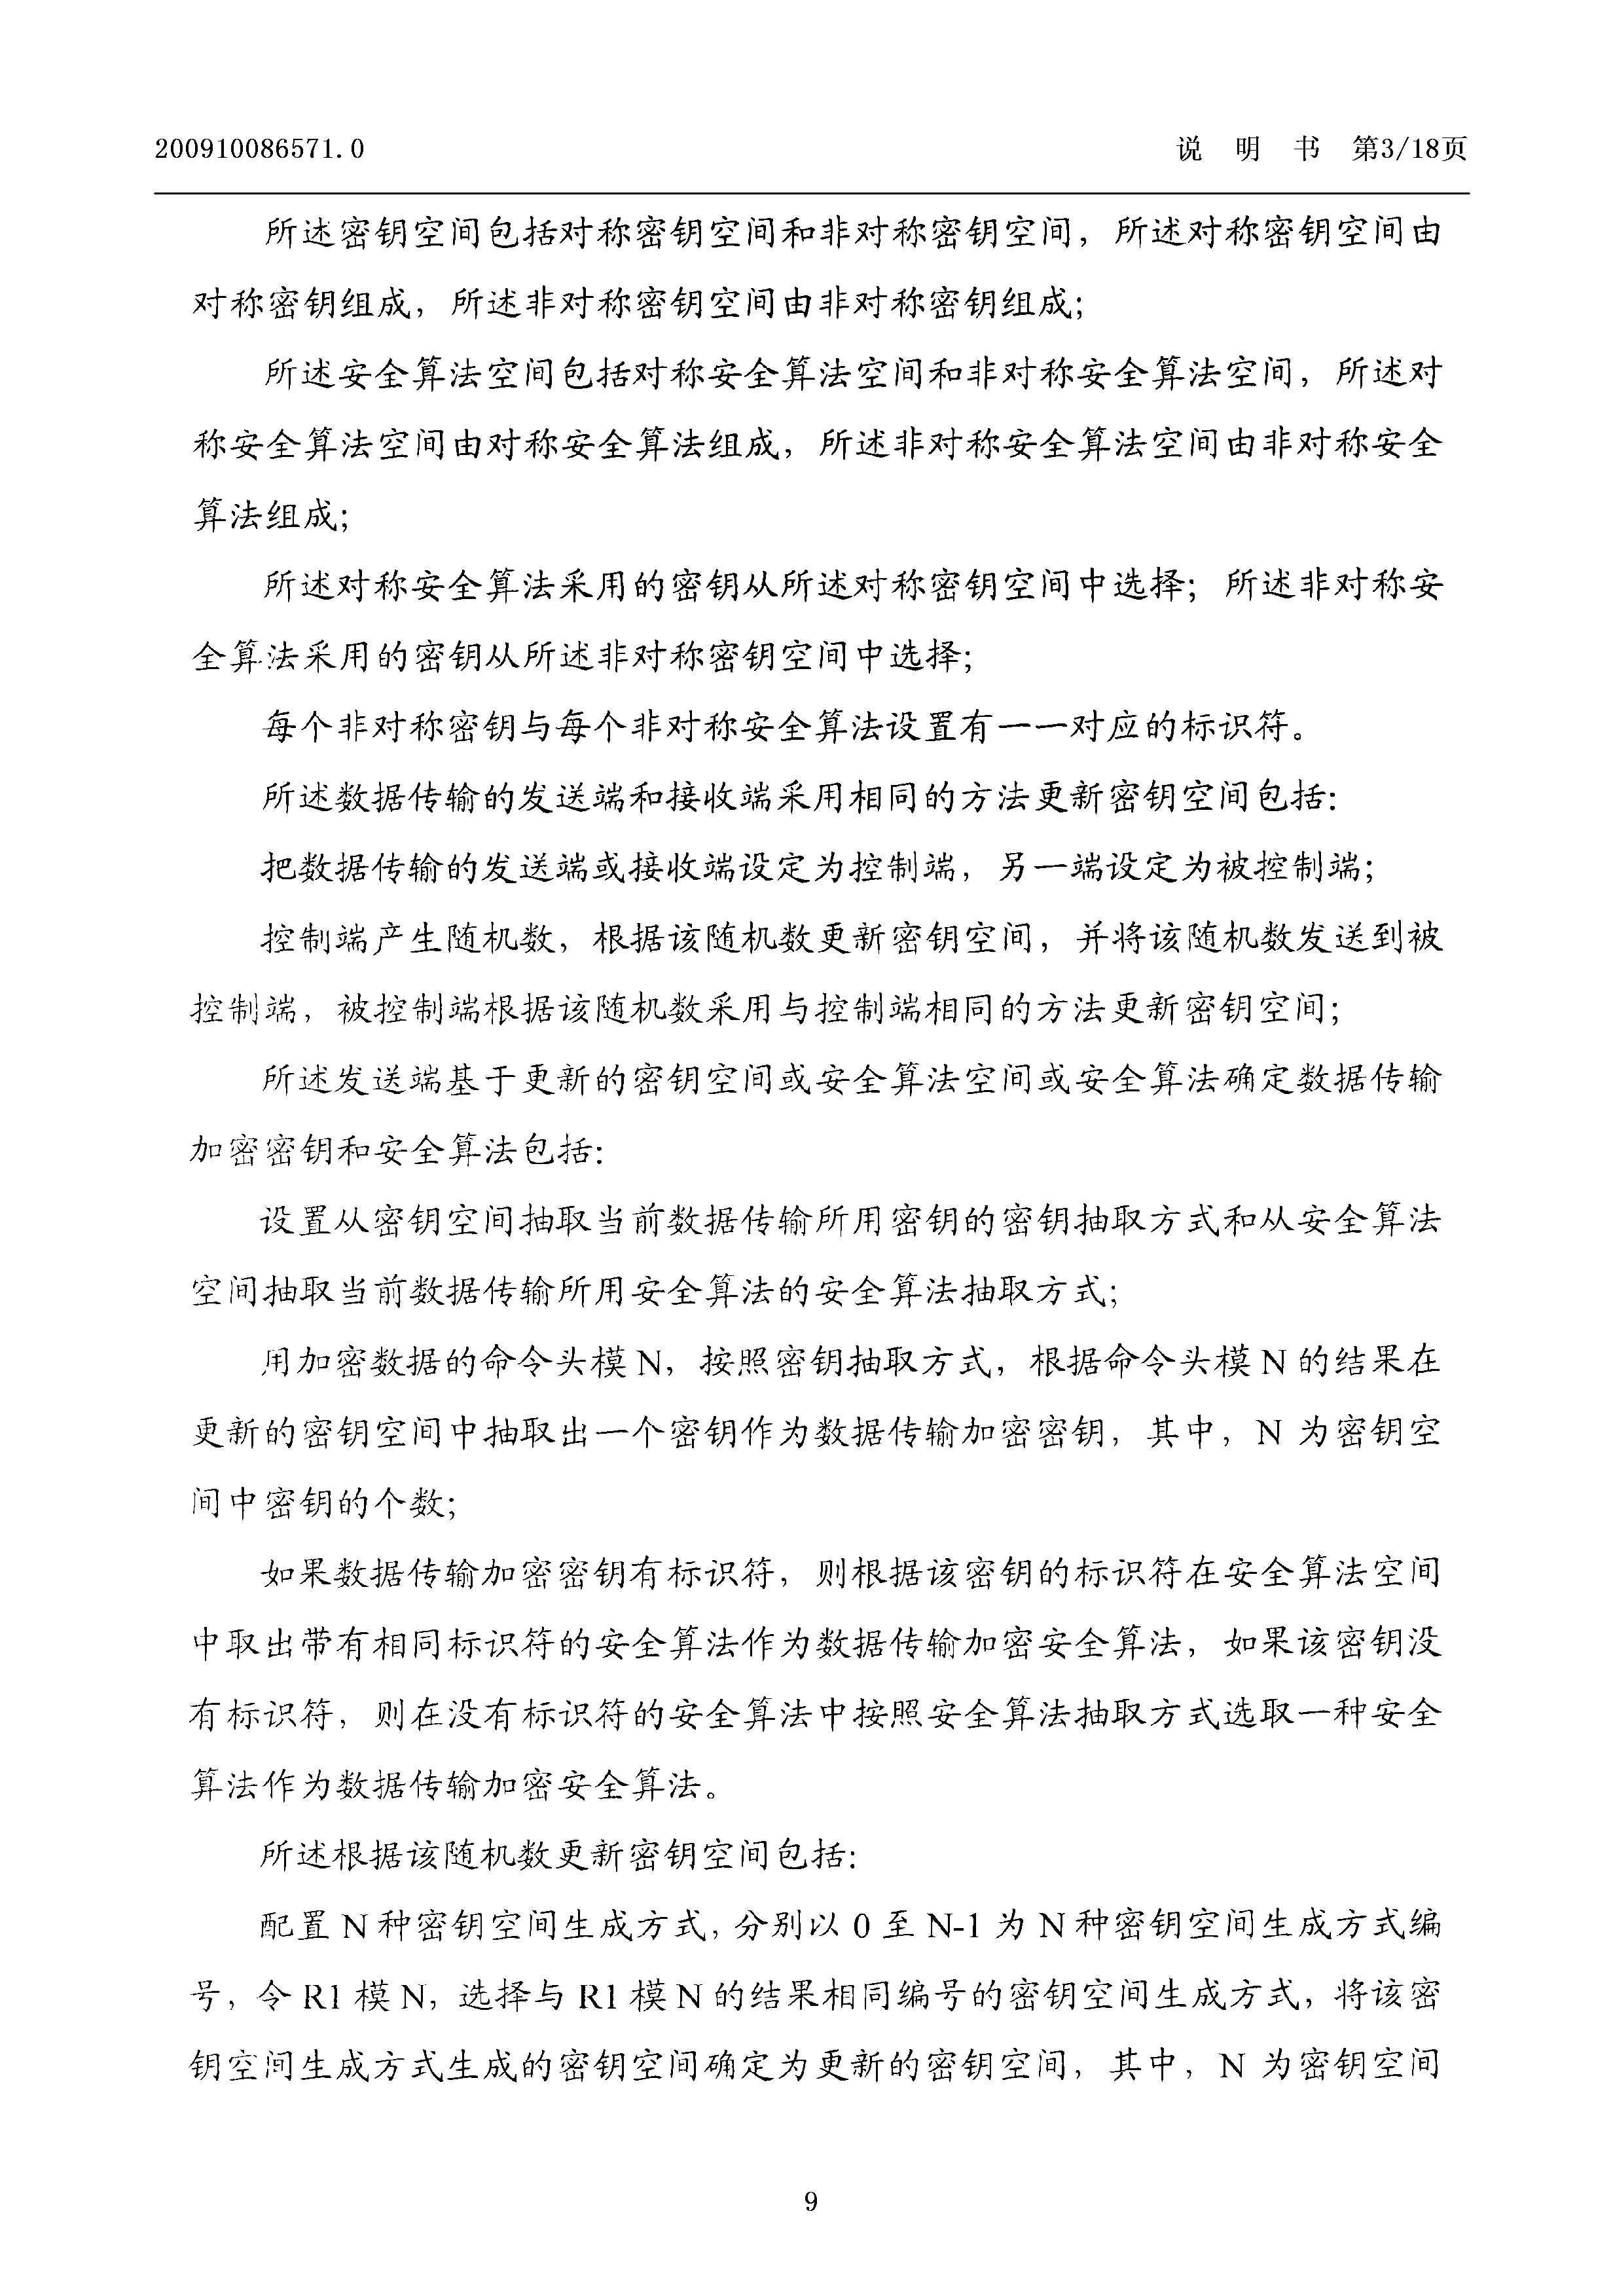 200910086571.0 说 明 书 第3/18页
所述密钥空间包括对称密钥空间和非对称密钥空间，所述对称密钥空间由
对称密钥组成，所述非对称密钥空间由非对称密钥组成；
所述安全算法空间包括对称安全算法空间和非对称安全算法空间，所述对
称安全算法空间由对称安全算法组成，所述非对称安全算法空间由非对称安全
算法组成；
所述对称安全算法采用的密钥从所述对称密钥空间中选择；所述非对称安
全算法采用的密钥从所述非对称密钥空间中选择；
每个非对称密钥与每个非对称安全算法设置有一一对应的标识符。
所述数据传输的发送端和接收端采用相同的方法更新密钥空间包括：
把数据传输的发送端或接收端设定为控制端，另一端设定为被控制端；
控制端产生随机数，根据该随机数更新密钥空间，并将该随机数发送到被
控制端，被控制端根据该随机数采用与控制端相同的方法更新密钥空间；
所述发送端基于更新的密钥空间或安全算法空间或安全算法确定数据传输
加密密钥和安全算法包括：
设置从密钥空间抽取当前数据传输所用密钥的密钥抽取方式和从安全算法
空间抽取当前数据传输所用安全算法的安全算法抽取方式；
用加密数据的命令头模 N，按照密钥抽取方式，根据命令头模 N 的结果在
更新的密钥空间中抽取出一个密钥作为数据传输加密密钥，其中，N 为密钥空
间中密钥的个数；
如果数据传输加密密钥有标识符，则根据该密钥的标识符在安全算法空间
中取出带有相同标识符的安全算法作为数据传输加密安全算法，如果该密钥没
有标识符，则在没有标识符的安全算法中按照安全算法抽取方式选取一种安全
算法作为数据传输加密安全算法。
所述根据该随机数更新密钥空间包括：
配置 N 种密钥空间生成方式，分别以 0 至 N-1 为 N 种密钥空间生成方式编
号，令 R1 模 N，选择与 R1 模 N 的结果相同编号的密钥空间生成方式，将该密
钥空间生成方式生成的密钥空间确定为更新的密钥空间，其中，N 为密钥空间
9